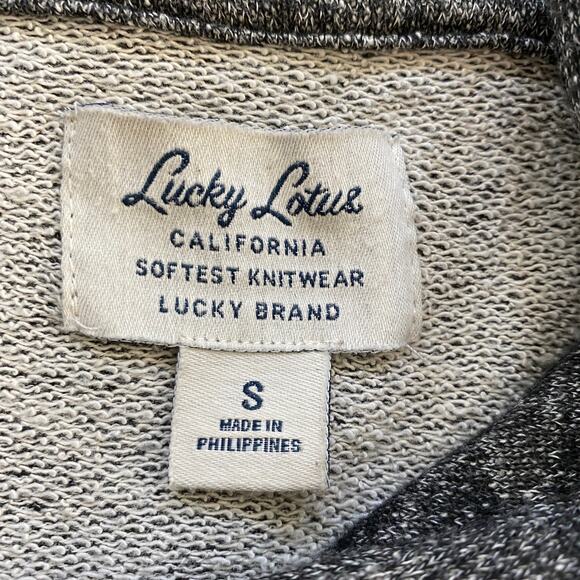 Lucky Lotus
CALIFORNIA
SOFTEST KNITWEAR
LUCKY BRAND
S
MADE IN
PHILIPPINES